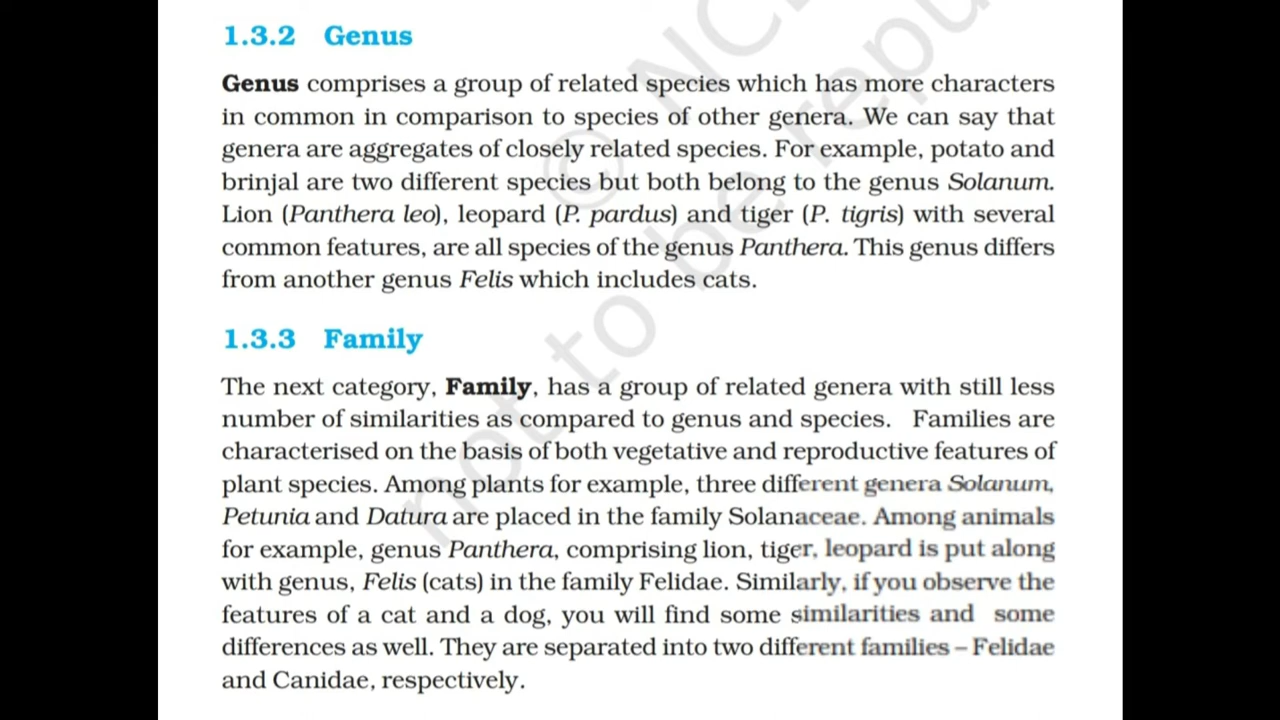 1.3.2 Genus
Genus comprises a group of related species which has more characters
in common in comparison to species of other genera. We can say that
genera are aggregates of closely related species. For example, potato and
brinjal are two different species but both belong to the genus Solanum.
Lion (Panthera leo), leopard (P. pardus) and tiger (P. tigris) with several
common features, are all species of the genus Panthera. This genus differs
from another genus Felis which includes cats.
1.3.3 Family
The next category, Family, has a group of related genera with still less
number of similarities as compared to genus and species. Families are
characterised on the basis of both vegetative and reproductive features of
plant species. Among plants for example, three different genera Solanum,
Petunia and Datura are placed in the family Solanaceae. Among animals
for example, genus Panthera, comprising lion, tiger, leopard is put along
with genus, Felis (cats) in the family Felidae. Similarly, if you observe the
features of a cat and a dog, you will find some similarities and some
differences as well. They are separated into two different families – Felidae
and Canidae, respectively.
© NC
not to be repu